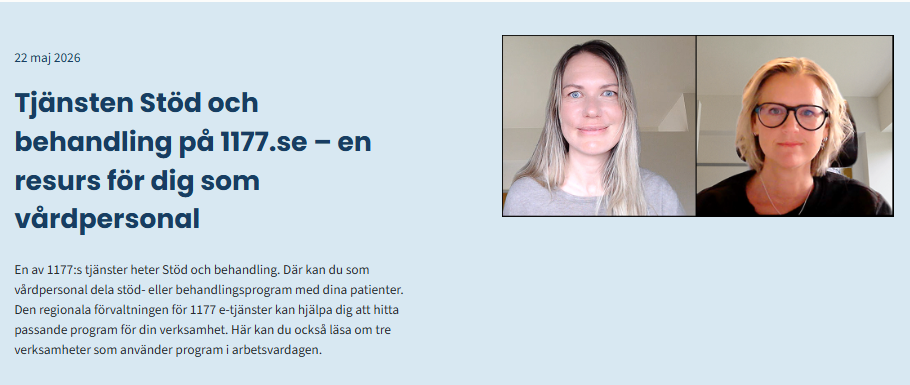 22 maj 2026
Tjänsten Stöd och
behandling på 1177.se – en
resurs för dig som
vårdpersonal
En av 1177:s tjänster heter Stöd och behandling. Där kan du som
vårdpersonal dela stöd- eller behandlingsprogram med dina patienter.
Den regionala förvaltningen för 1177 e-tjänster kan hjälpa dig att hitta
passande program för din verksamhet. Här kan du också läsa om tre
verksamheter som använder program i arbetsvardagen.